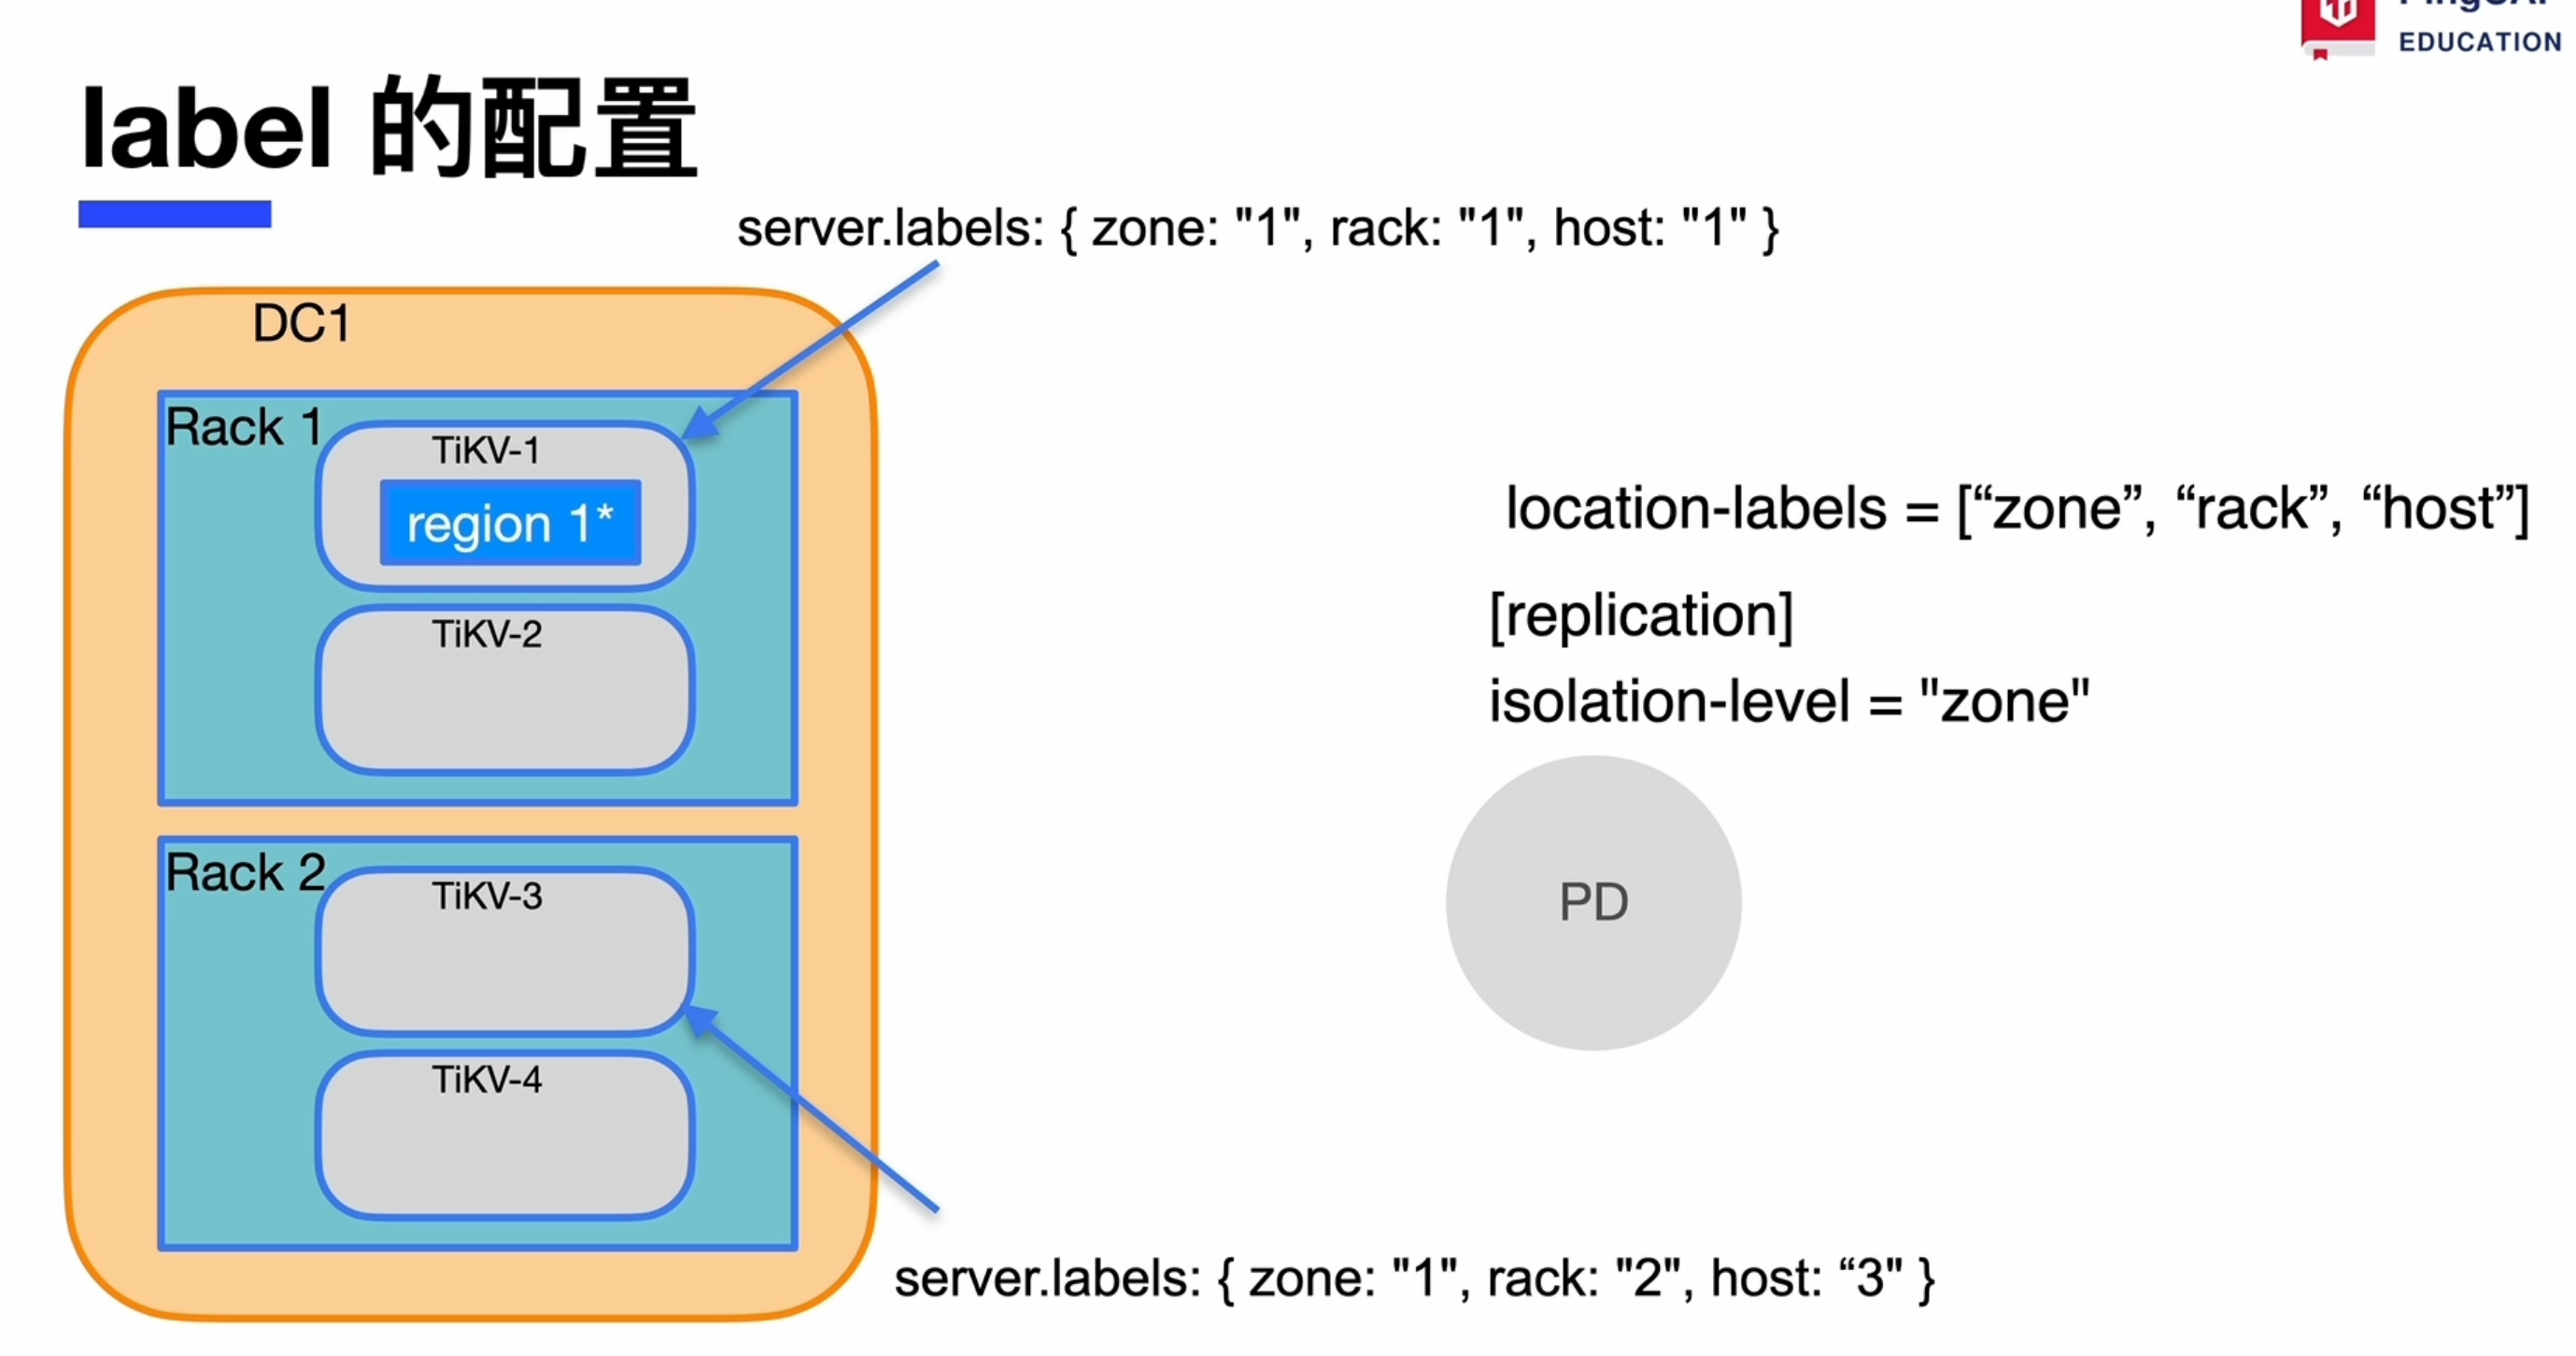 EDUCATION
label 的配置
server.labels: { zone: "1", rack: "1", host: "1" }
DC1
Rack 1
TiKV-1
region 1*
TiKV-2
Rack 2
TiKV-3
TiKV-4
location-labels = [“zone”, “rack”, “host”]
[replication]
isolation-level = "zone"
PD
server.labels: { zone: "1", rack: "2", host: “3" }